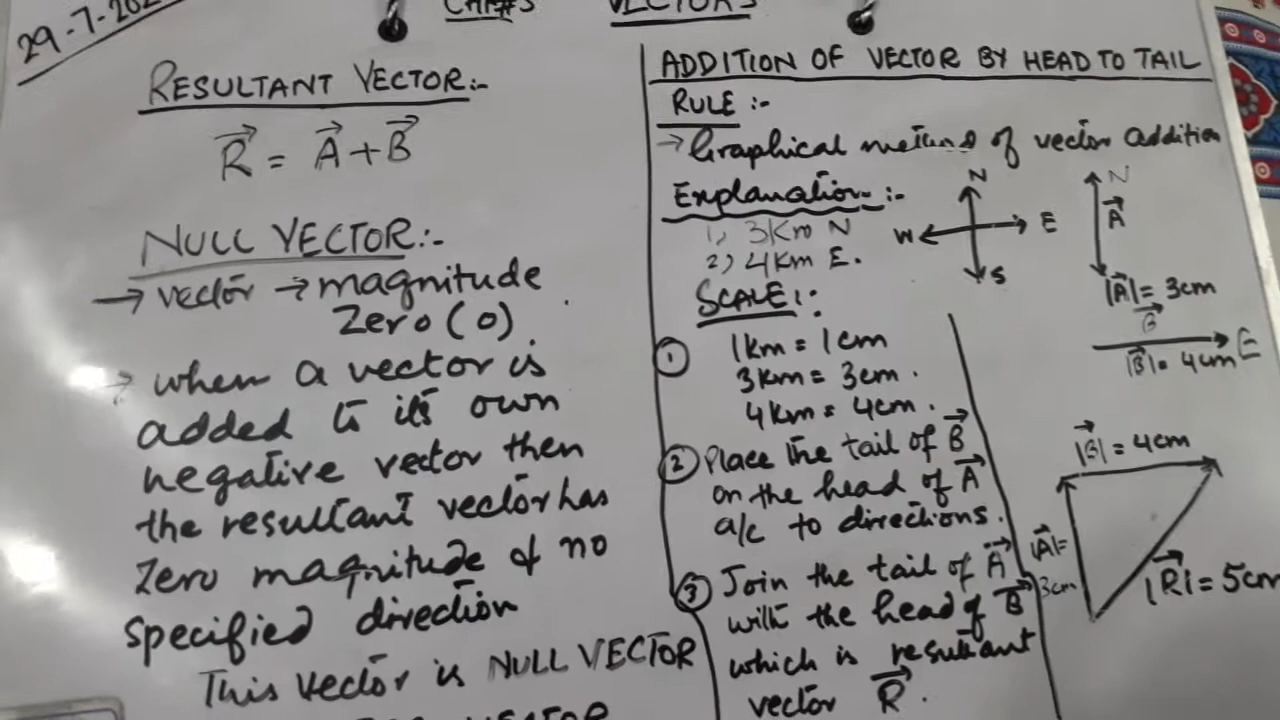 29-7-202
VECTORS
RESULTANT VECTOR:-
R = A + B
NULL VECTOR:-
→ vector → magnitude
Zero (0)
→ when a vector is
added to its own
negative vector then
the resultant vector has
Zero magnitude & no
specified direction
This vector is NULL VECTOR
ADDITION OF VECTOR BY HEAD TO TAIL
RULE :-
→ Graphical method of vector addition
Explanation :-
1) 3Km N
2) 4Km E.
N
W E
S
N
A
|A| = 3cm
B
E
|B| = 4cm
SCALE :-
① 1km = 1cm
3km = 3cm.
4km = 4cm.
② Place the tail of B
on the head of A
a/c to directions.
③ Join the tail of A
with the head of B
which is resultant
vector R.
|B| = 4cm
|A| =
3cm
|R| = 5cm